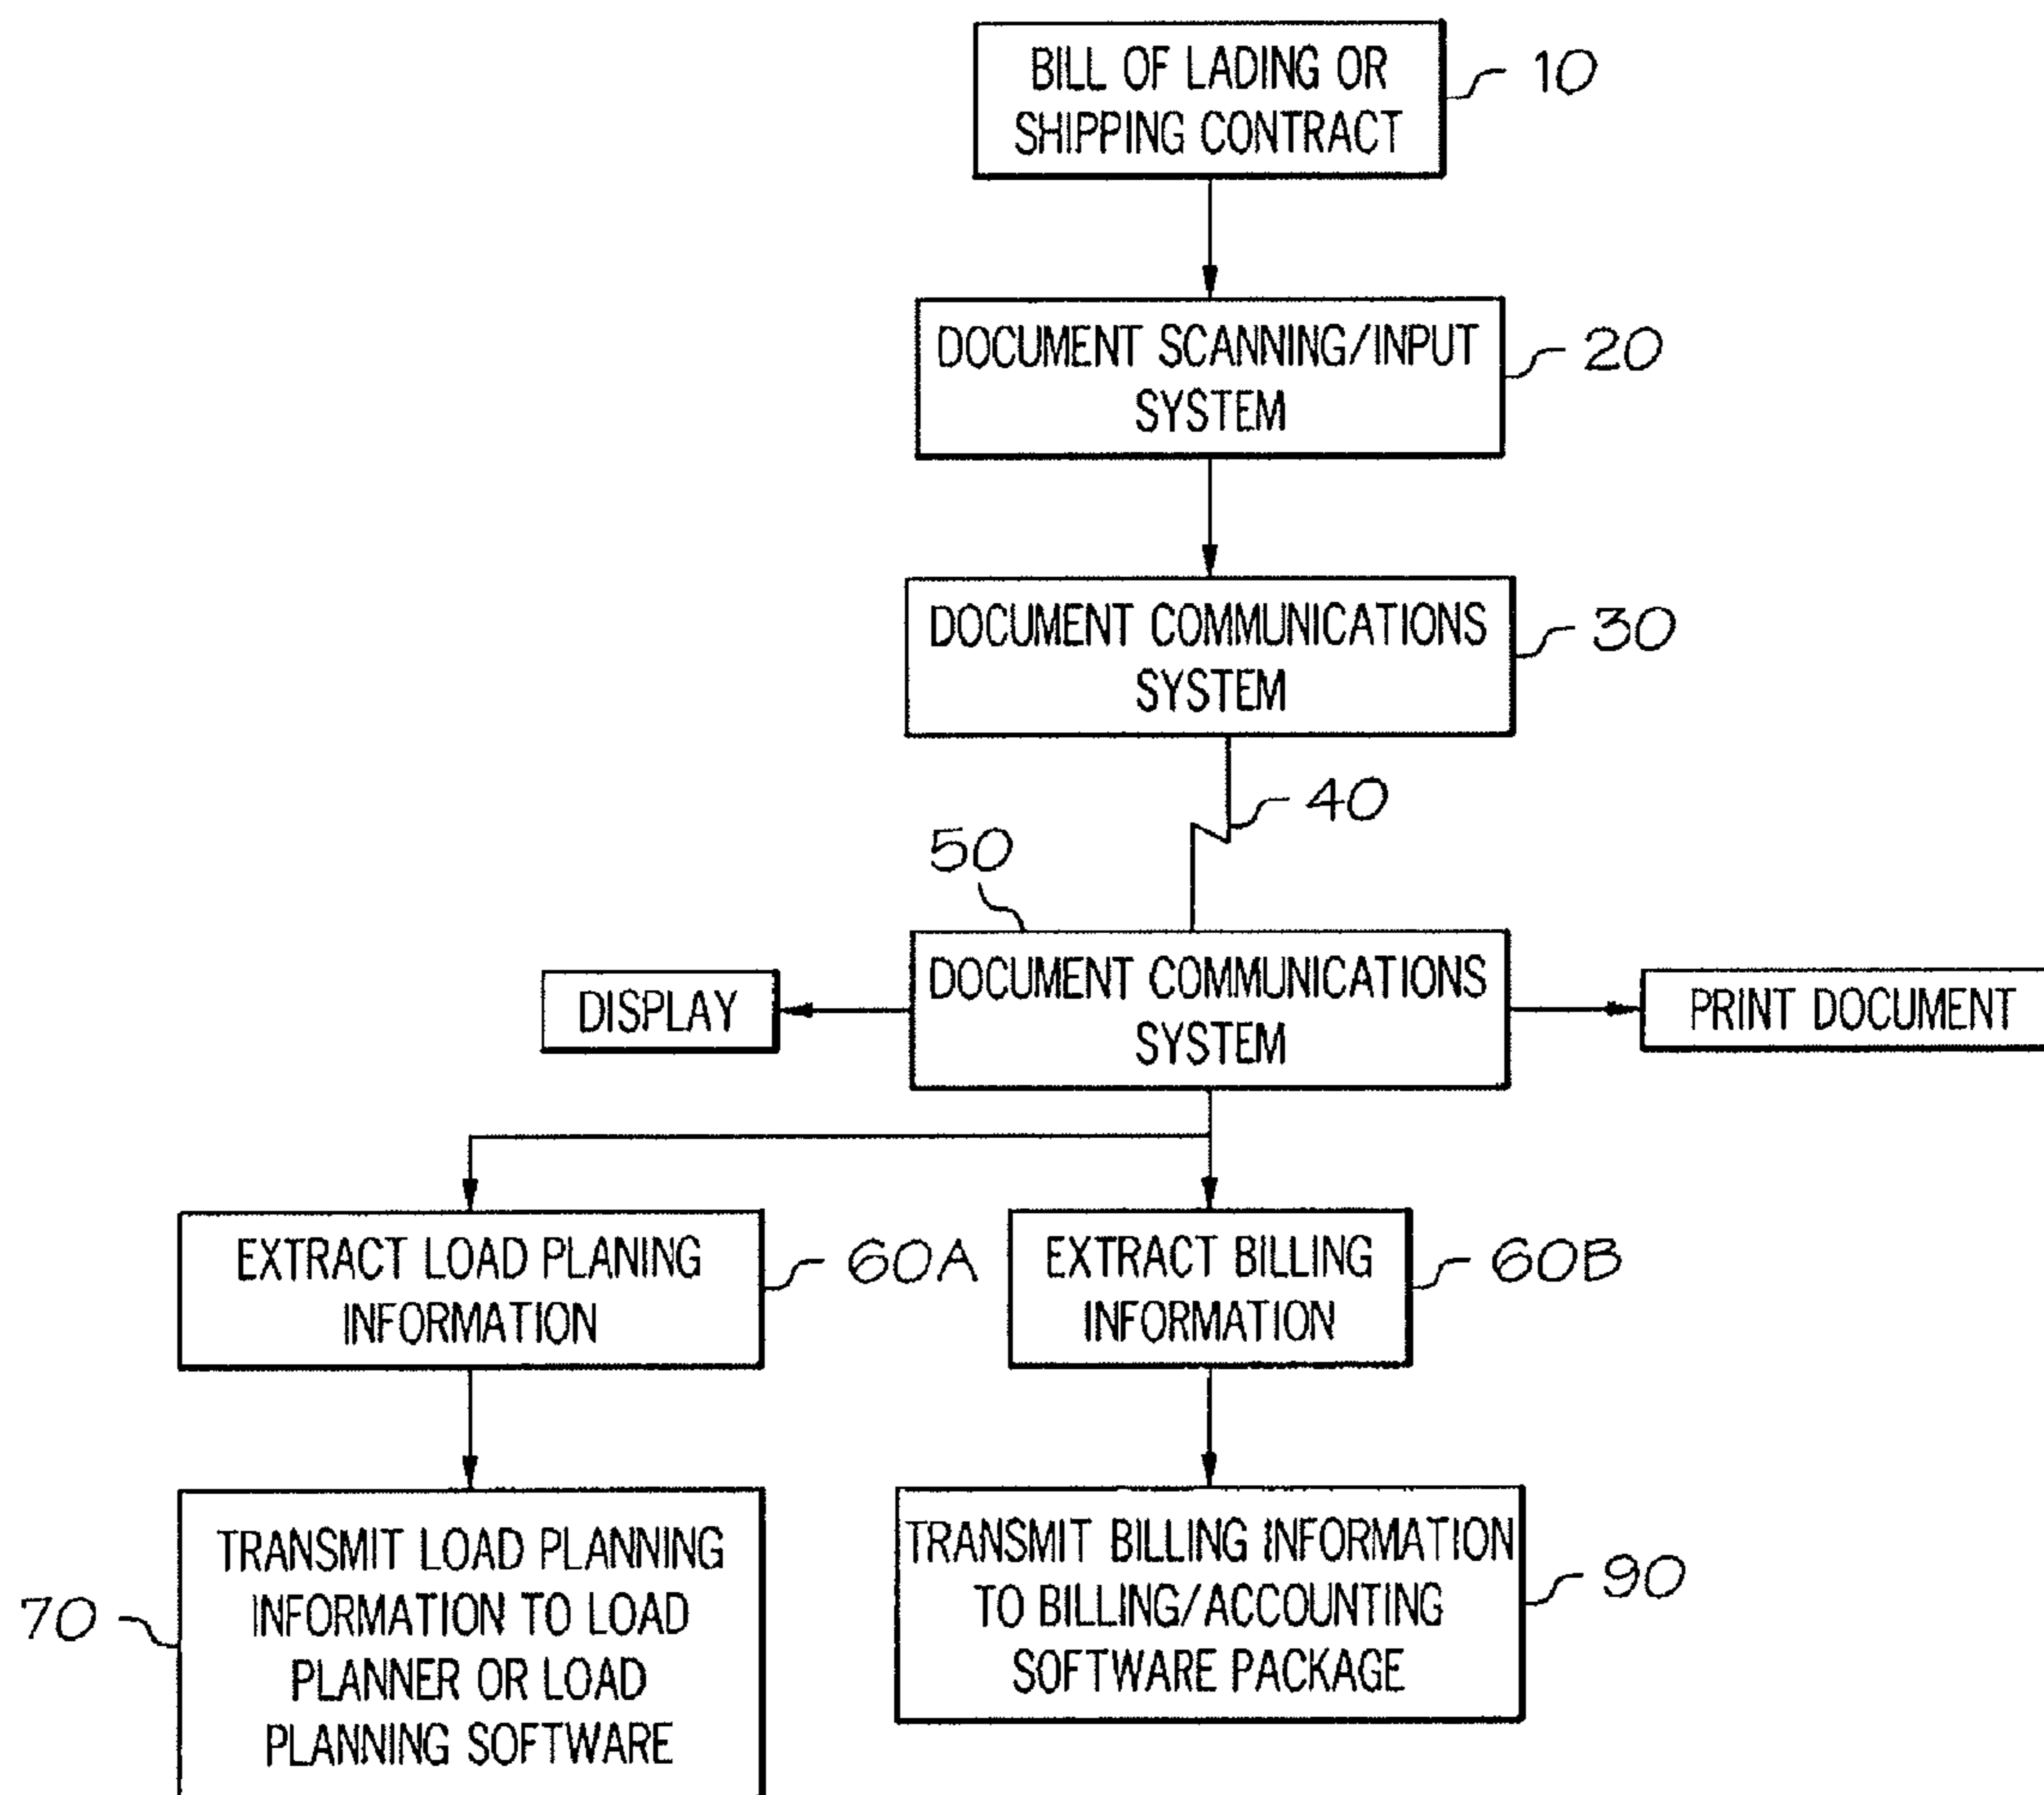 BILL OF LADING OR
SHIPPING CONTRACT
10
DOCUMENT SCANNING/INPUT
SYSTEM
20
DOCUMENT COMMUNICATIONS
SYSTEM
30
40
50
DISPLAY
DOCUMENT COMMUNICATIONS
SYSTEM
PRINT DOCUMENT
EXTRACT LOAD PLANING
INFORMATION
60A
EXTRACT BILLING
INFORMATION
60B
70
TRANSMIT LOAD PLANNING
INFORMATION TO LOAD
PLANNER OR LOAD
PLANNING SOFTWARE
TRANSMIT BILLING INFORMATION
TO BILLING/ACCOUNTING
SOFTWARE PACKAGE
90